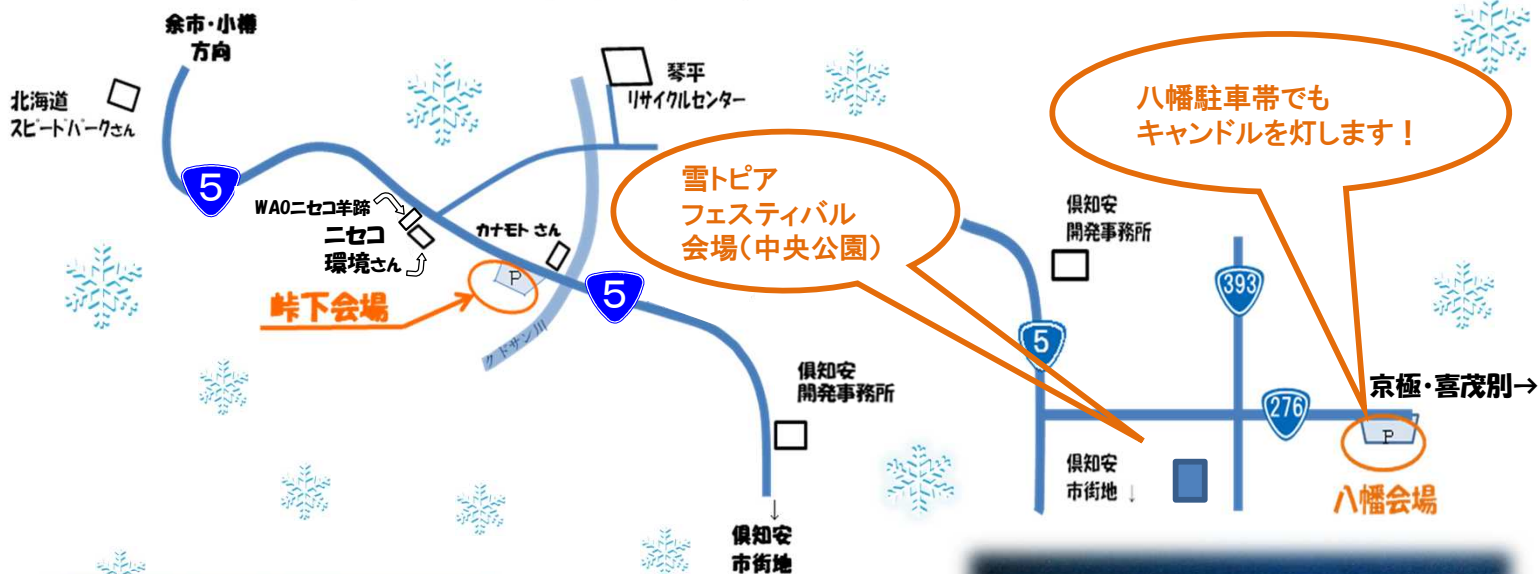 余市・小樽
方向
北海道
スピードパークさん
5
琴平
リサイクルセンター
WAOニセコ羊蹄
ニセコ
環境さん
カナモト さん
P
峠下会場
クトサン川
5
倶知安
開発事務所
↓
倶知安
市街地
雪トピア
フェスティバル
会場(中央公園)
八幡駐車帯でも
キャンドルを灯します!
倶知安
開発事務所
393
5
276
京極・喜茂別→
P
倶知安
市街地 ↓
八幡会場